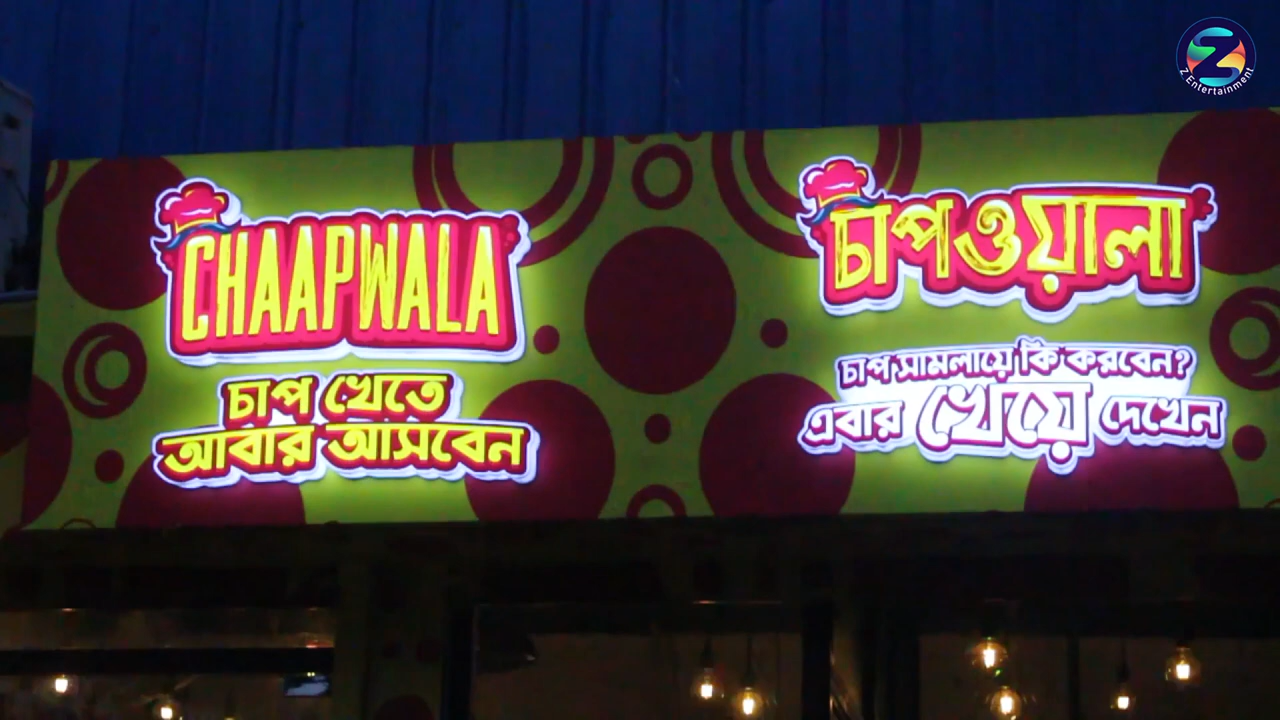 CHAAPWALA
চাপ খেতে
আবার আসবেন
চাপওয়ালা
চাপ সামলায়ে কি করবেন?
এবার খেয়ে দেখেন
Z Entertainment